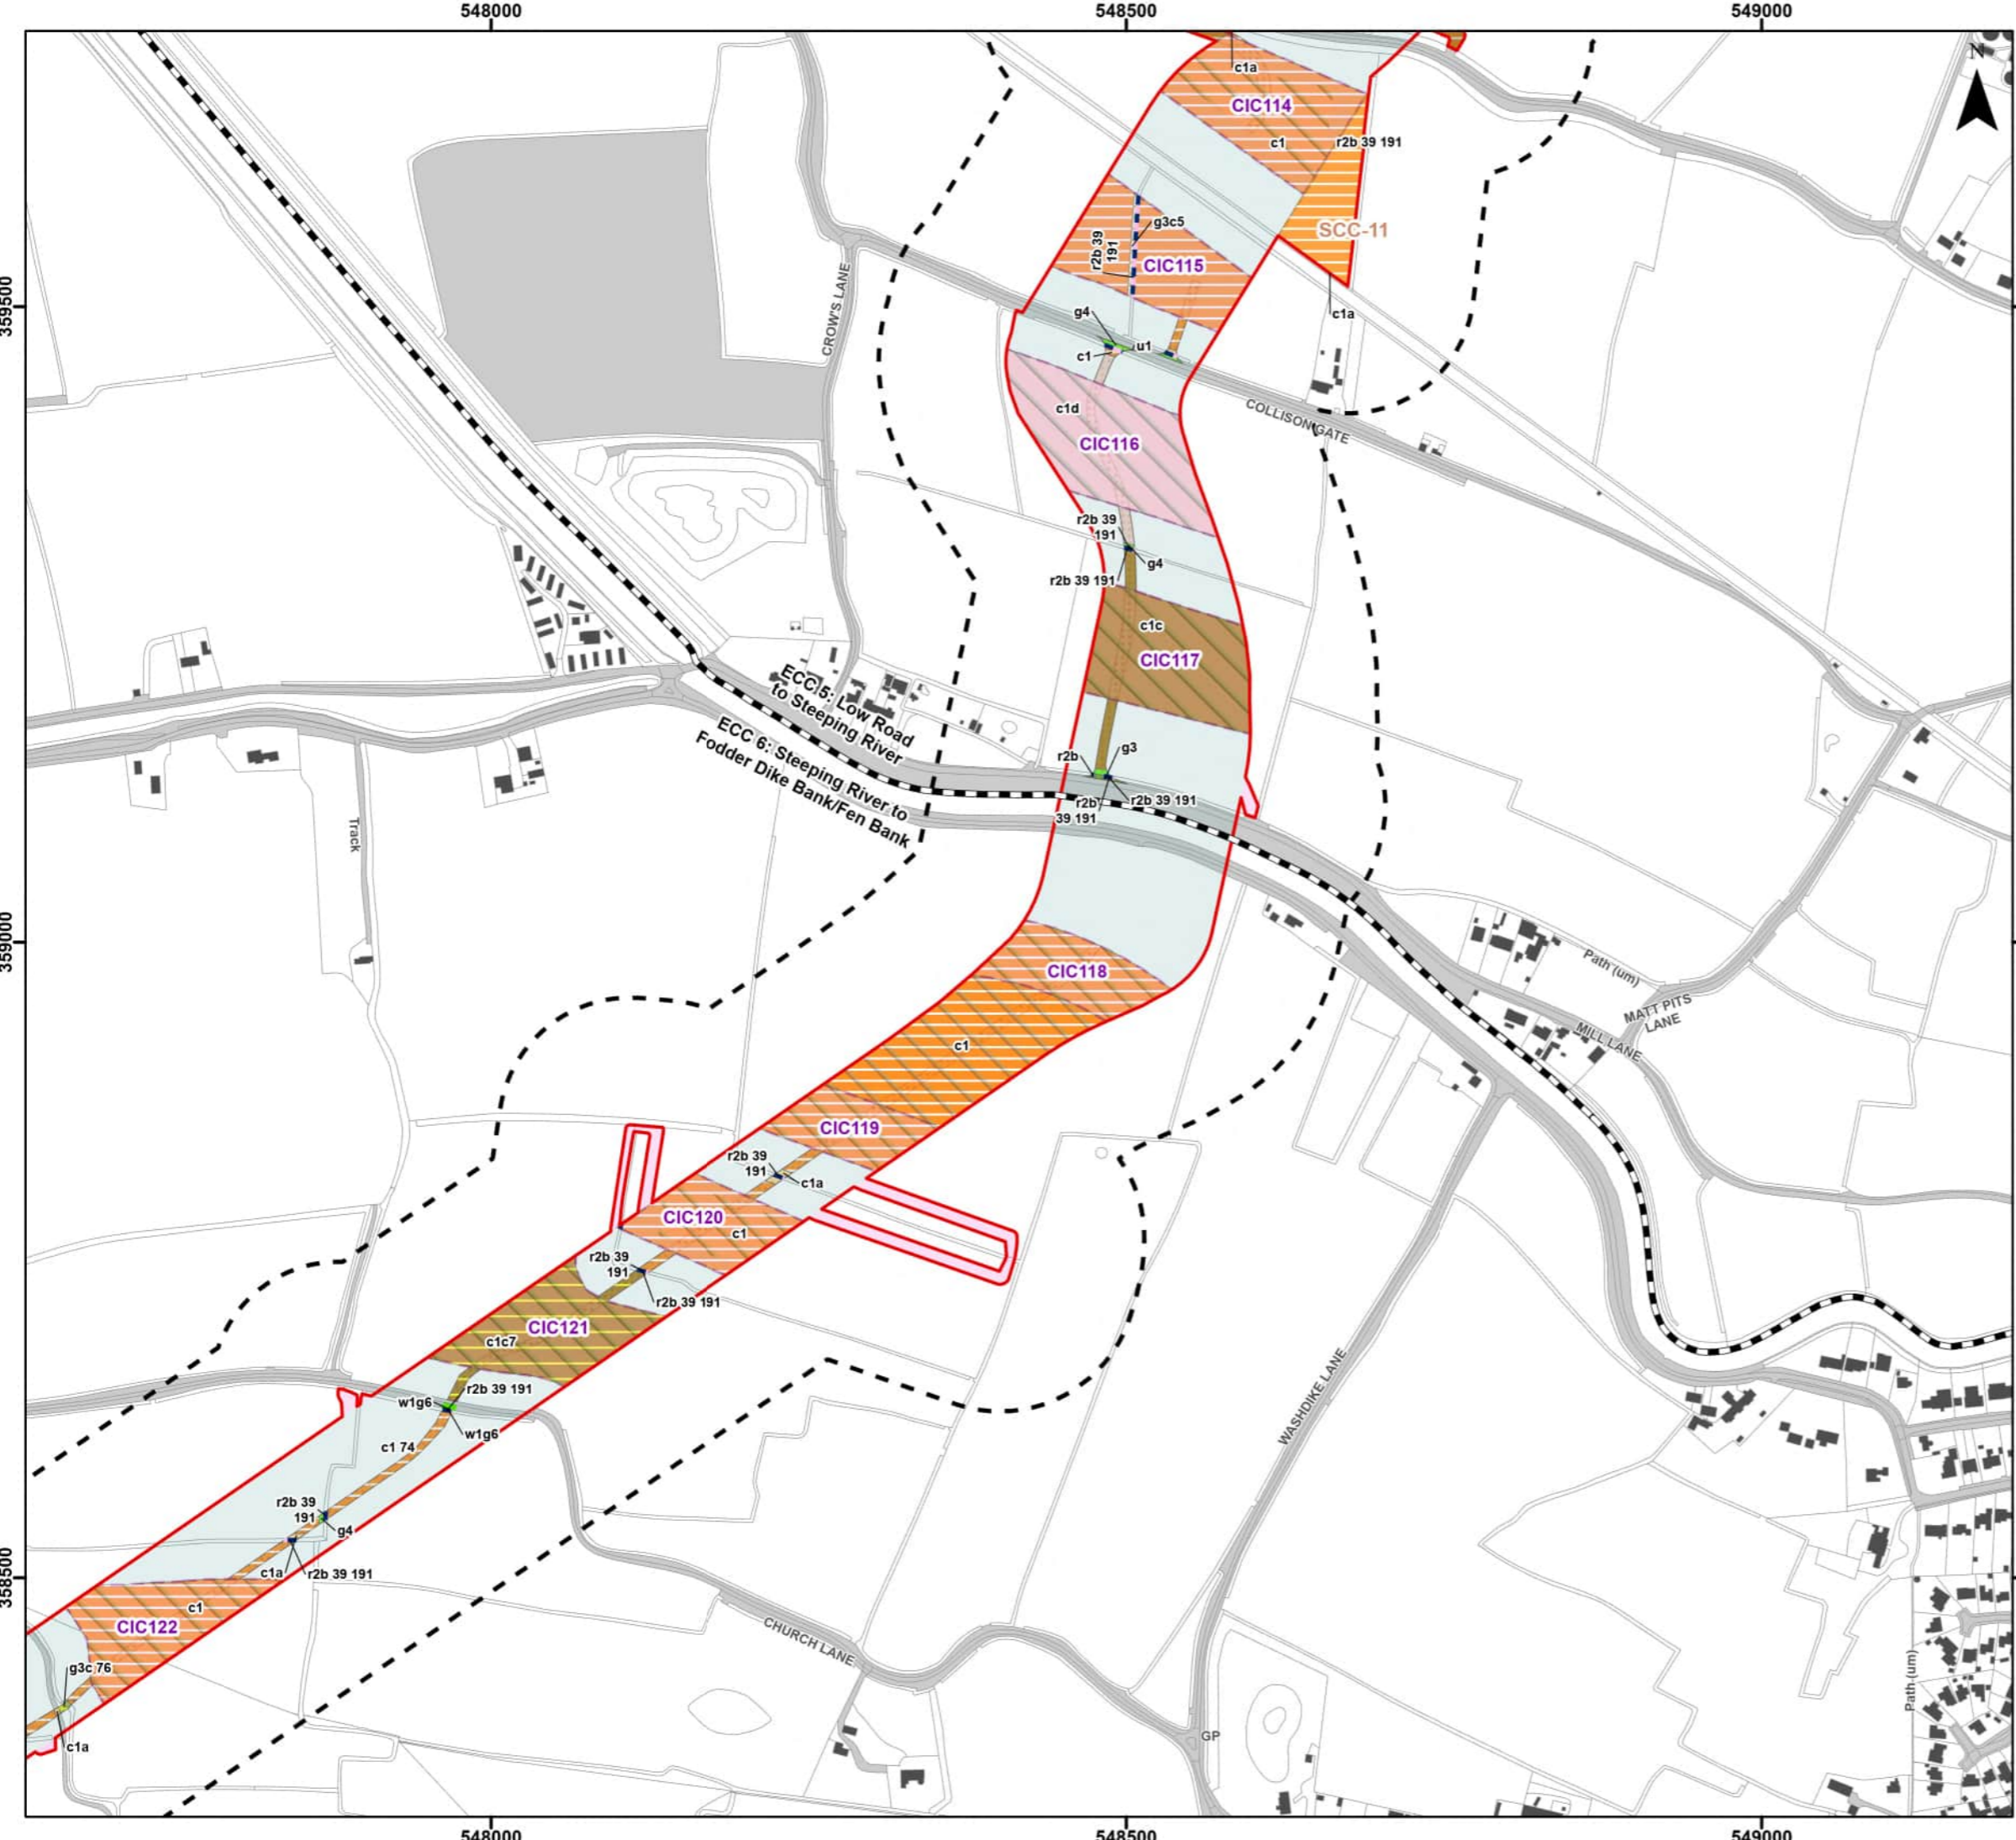 548000
548500
549000
N
c1a
CIC114
c1
r2b 39 191
g3c5
SCC-11
r2b 39
191
CIC115
CROW'S LANE
359500
c1a
g4
u1
c1
c1d
COLLISON GATE
CIC116
r2b 39
191
g4
r2b 39 191
c1c
CIC117
ECC 5: Low Road
to Steeping River
ECC 6: Steeping River to
Fodder Dike Bank/Fen Bank
r2b
g3
r2b
39 191
r2b 39 191
Track
359000
CIC118
Path (um)
MATT PITS
LANE
MILL LANE
c1
CIC119
r2b 39
191
c1a
CIC120
c1
r2b 39
191
r2b 39 191
CIC121
c1c7
r2b 39 191
w1g6
w1g6
WASHDIKE LANE
c1 74
r2b 39
191
g4
c1a
r2b 39 191
358500
c1
CIC122
CHURCH LANE
g3c 76
Path (um)
c1a
GP
548000
548500
549000